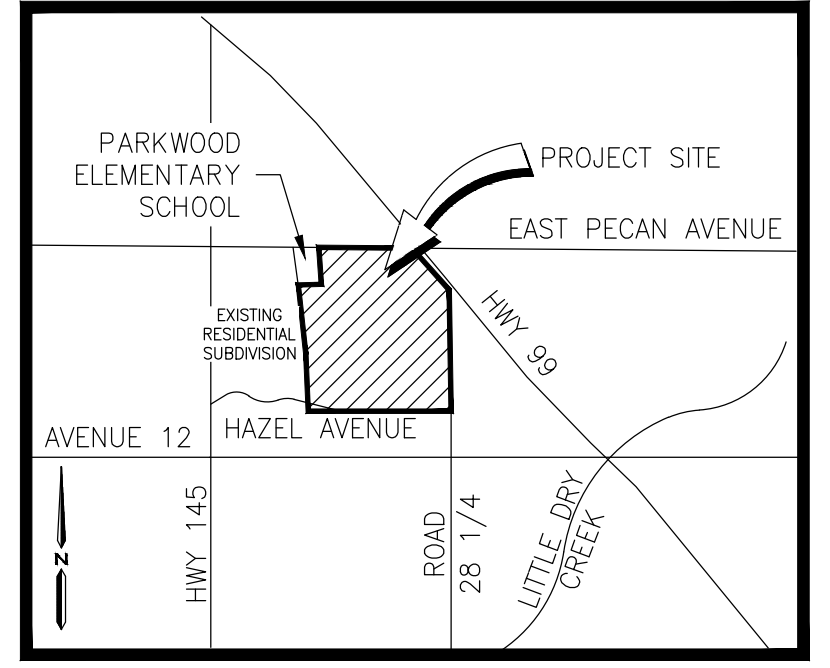 PARKWOOD
ELEMENTARY
SCHOOL
PROJECT SITE
EAST PECAN AVENUE
EXISTING
RESIDENTIAL
SUBDIVISION
HWY 99
AVENUE 12
HAZEL AVENUE
HWY 145
ROAD
28 1/4
LITTLE DRY
CREEK
N